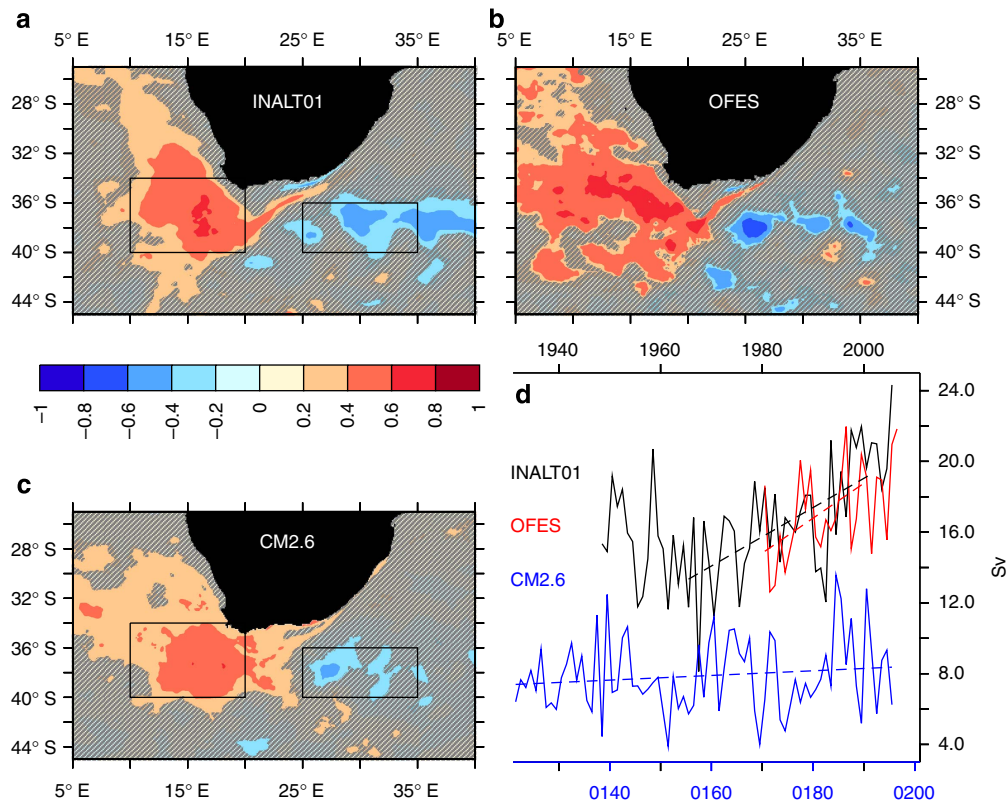 a
5° E 15° E 25° E 35° E
28° S
32° S
36° S
40° S
44° S
INALT01
b
5° E 15° E 25° E 35° E
28° S
32° S
36° S
40° S
44° S
OFES
−1 −0.8 −0.6 −0.4 −0.2 0 0.2 0.4 0.6 0.8 1
c
28° S
32° S
36° S
40° S
44° S
CM2.6
5° E 15° E 25° E 35° E
1940 1960 1980 2000
d
INALT01
OFES
CM2.6
24.0
20.0
16.0
12.0
8.0
4.0
Sv
0140 0160 0180 0200